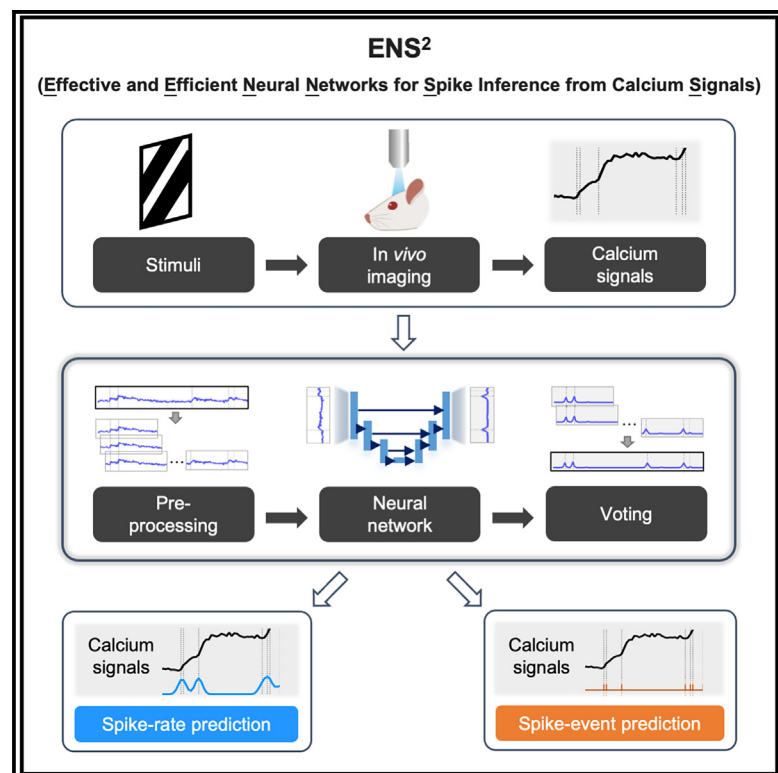 ENS²
(Effective and Efficient Neural Networks for Spike Inference from Calcium Signals)
Stimuli
In vivo
imaging
Calcium
signals
Pre-
processing
Neural
network
Voting
Calcium
signals
Spike-rate prediction
Calcium
signals
Spike-event prediction